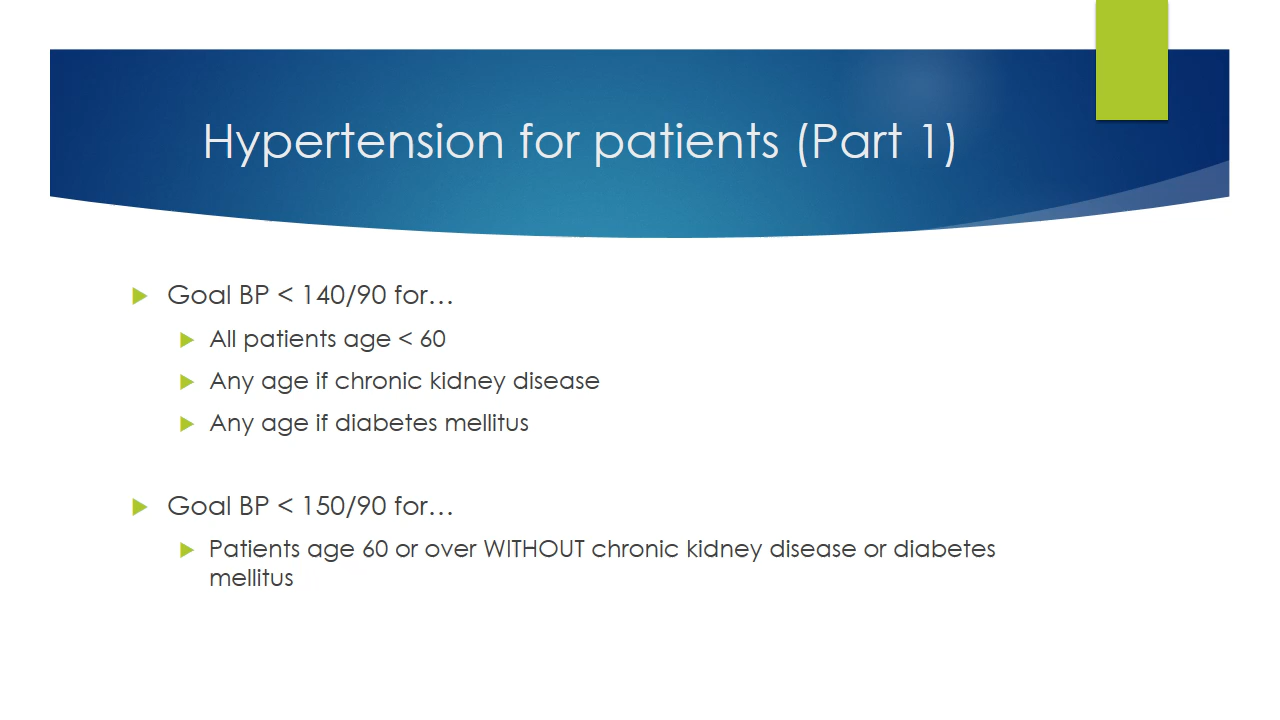 Hypertension for patients (Part 1)
Goal BP < 140/90 for…
All patients age < 60
Any age if chronic kidney disease
Any age if diabetes mellitus
Goal BP < 150/90 for…
Patients age 60 or over WITHOUT chronic kidney disease or diabetes
mellitus